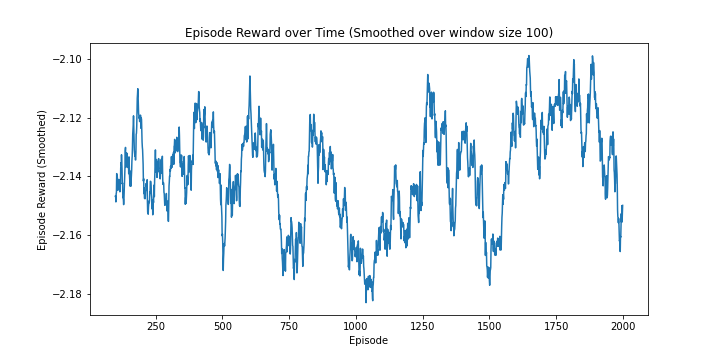 Episode Reward over Time (Smoothed over window size 100)
Episode Reward (Smoothed)
−2.10
−2.12
−2.14
−2.16
−2.18
250 500 750 1000 1250 1500 1750 2000
Episode